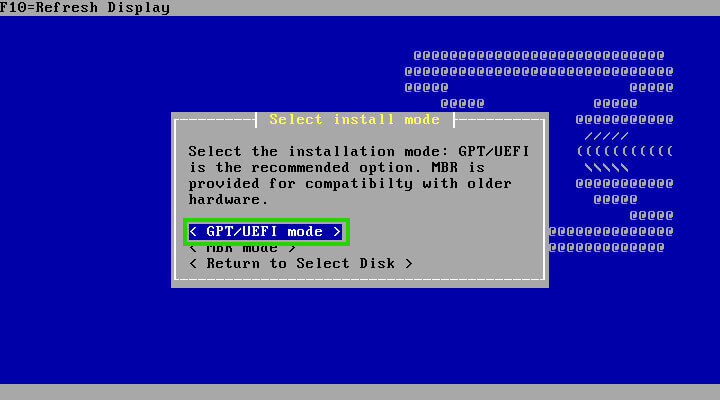 F10=Refresh Display
@@@@@@@@@@@@@@@@@@@@@@@@@@@@
@@@@@@@@@@@@@@@@@@@@@@@@@@@@@@
@@@@@ @@@@@
@@@@@ @@@@@
Select install mode
@@@@@@@@@@@
/////
Select the installation mode: GPT/UEFI
(((((((((((
is the recommended option. MBR is
\\\\\
provided for compatibilty with older
@@@@@@@@@@@
hardware.
@@@@@
@@@@@
< GPT/UEFI mode >
@@@@@@@@@@@@@@
< MBR mode >
@@@@@@@@@@@@@
< Return to Select Disk >